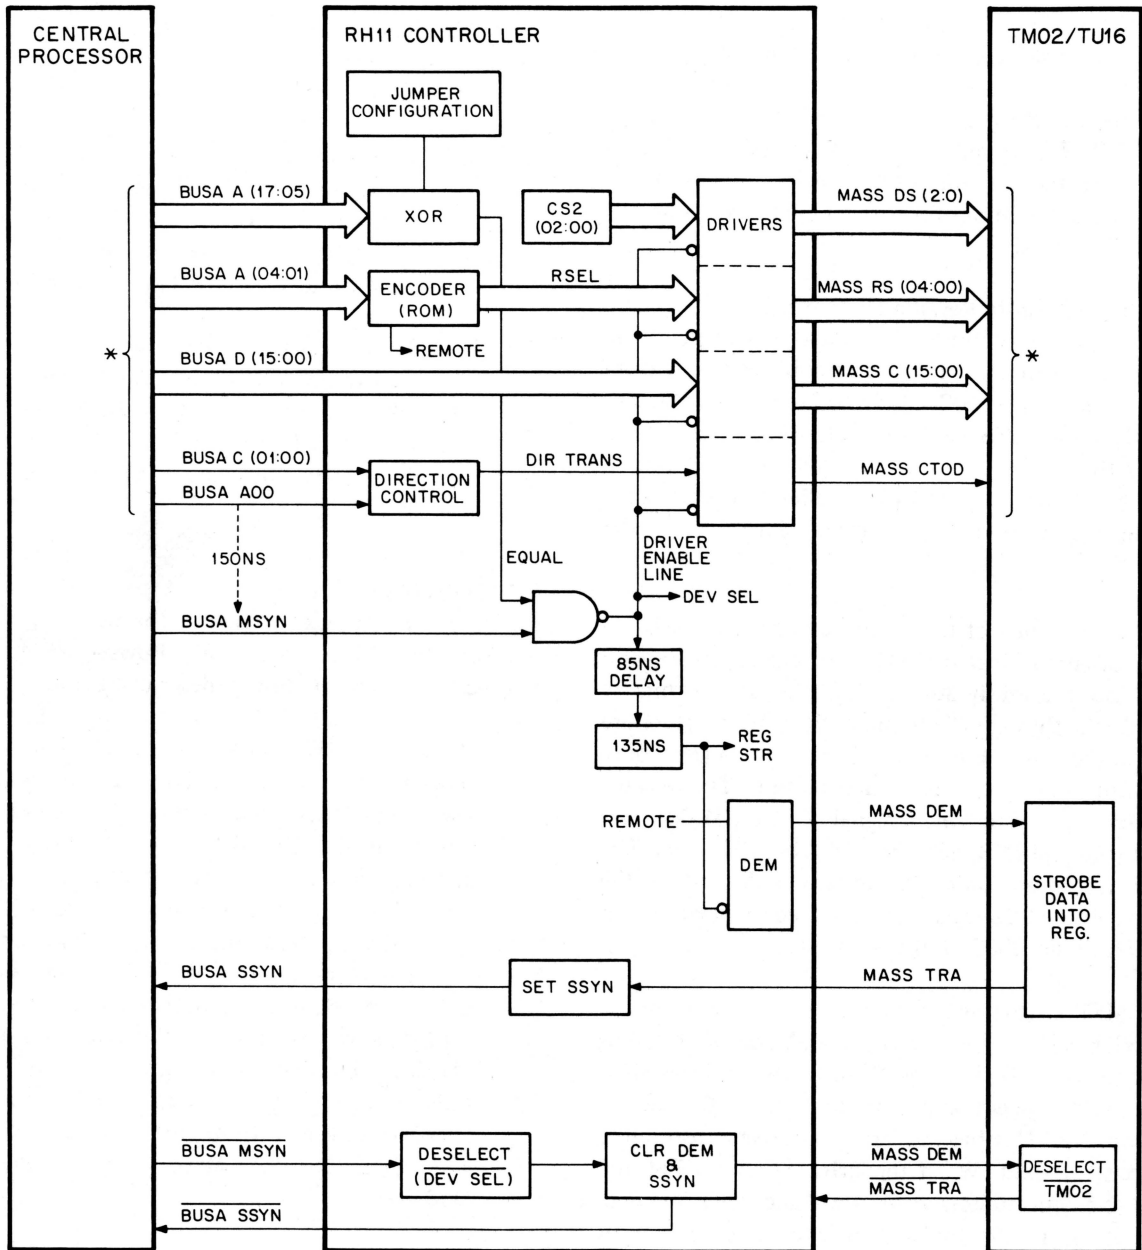 CENTRAL
PROCESSOR
RH11 CONTROLLER
TM02/TU16
JUMPER
CONFIGURATION
BUSA A (17:05)
XOR
CS2
(02:00)
DRIVERS
MASS DS (2:0)
BUSA A (04:01)
ENCODER
(ROM)
RSEL
MASS RS (04:00)
REMOTE
*
*
BUSA D (15:00)
MASS C (15:00)
BUSA C (01:00)
DIRECTION
CONTROL
DIR TRANS
MASS CTOD
BUSA A00
150NS
EQUAL
DRIVER
ENABLE
LINE
DEV SEL
BUSA MSYN
85NS
DELAY
135NS
REG
STR
REMOTE
DEM
MASS DEM
STROBE
DATA
INTO
REG.
BUSA SSYN
SET SSYN
MASS TRA
BUSA MSYN
DESELECT
(DEV SEL)
CLR DEM
&
SSYN
MASS DEM
MASS TRA
DESELECT
TM02
BUSA SSYN